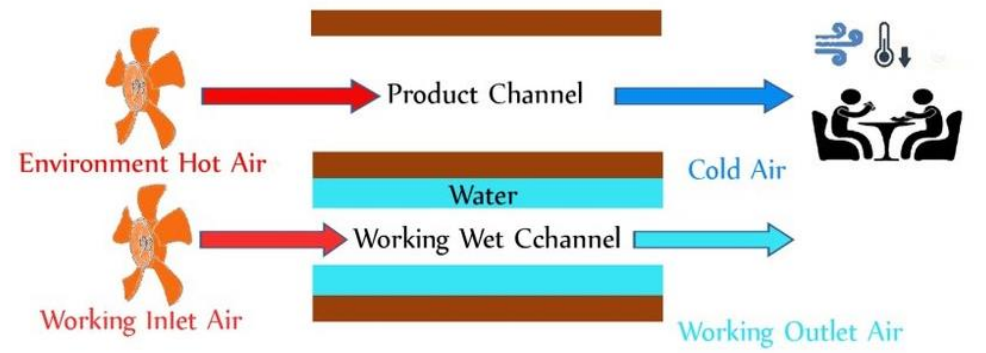 Product Channel
Environment Hot Air
Cold Air
Water
Working Wet Cchannel
Working Inlet Air
Working Outlet Air